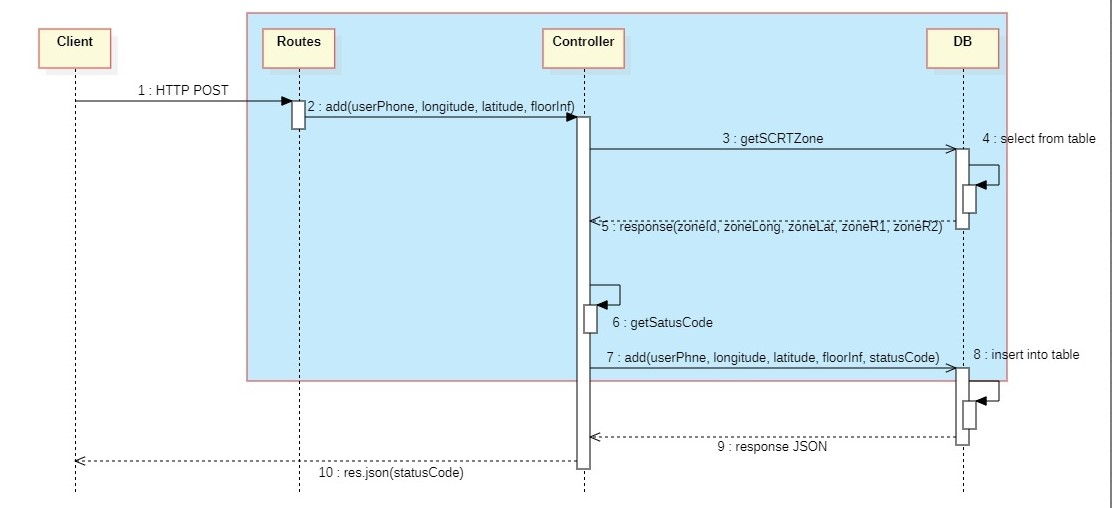 Client
Routes
Controller
DB
1 : HTTP POST
2 : add(userPhone, longitude, latitude, floorInf)
3 : getSCRTZone
4 : select from table
5 : response(zoneId, zoneLong, zoneLat, zoneR1, zoneR2)
6 : getSatusCode
7 : add(userPhne, longitude, latitude, floorInf, statusCode)
8 : insert into table
9 : response JSON
10 : res.json(statusCode)